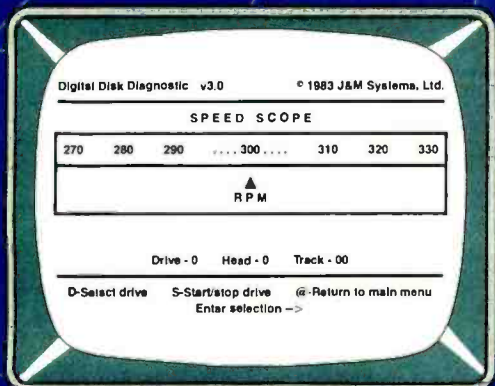 Digital Disk Diagnostic v3.0 © 1983 J&M Systems, Ltd.
SPEED SCOPE
270 280 290 ....300.... 310 320 330
RPM
Drive - 0 Head - 0 Track - 00
D-Select drive S-Start/stop drive @-Return to main menu
Enter selection -->